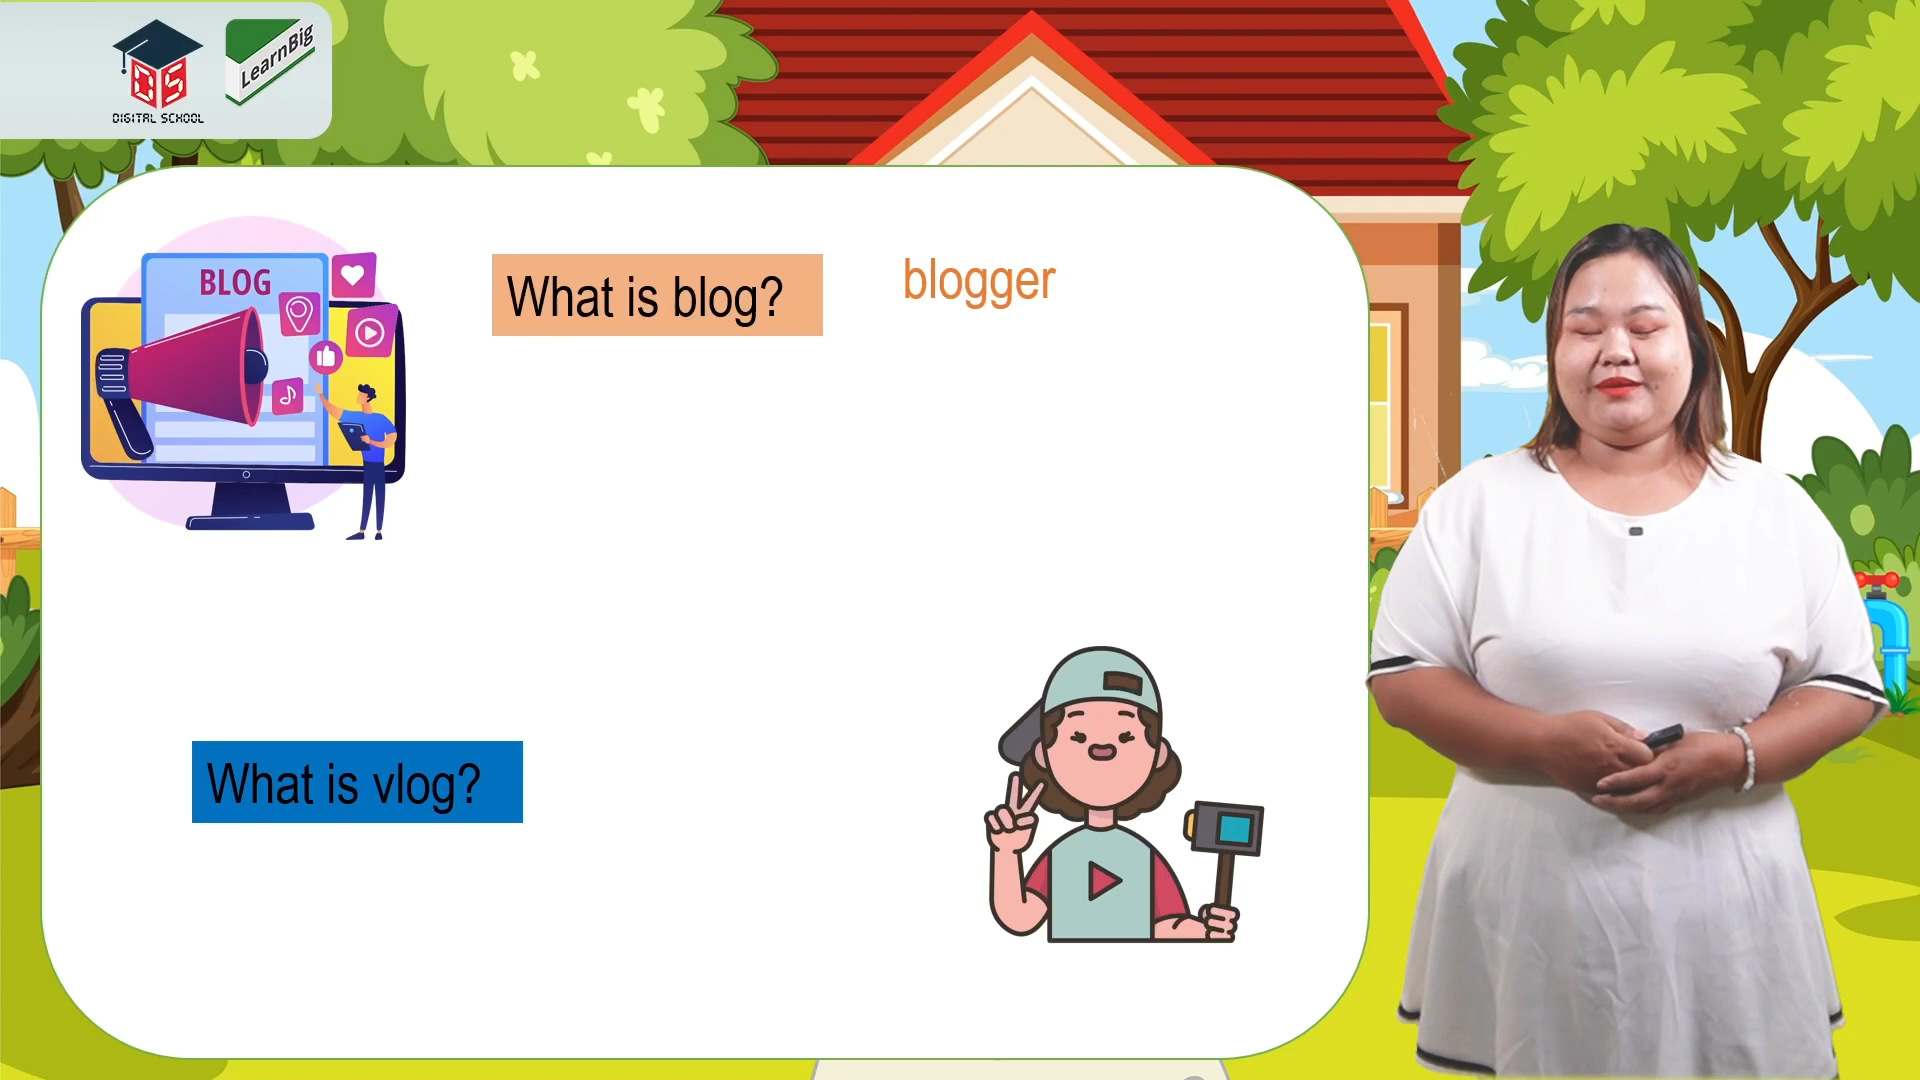 DIGITAL SCHOOL
LearnBig
BLOG
What is blog?
blogger
What is vlog?